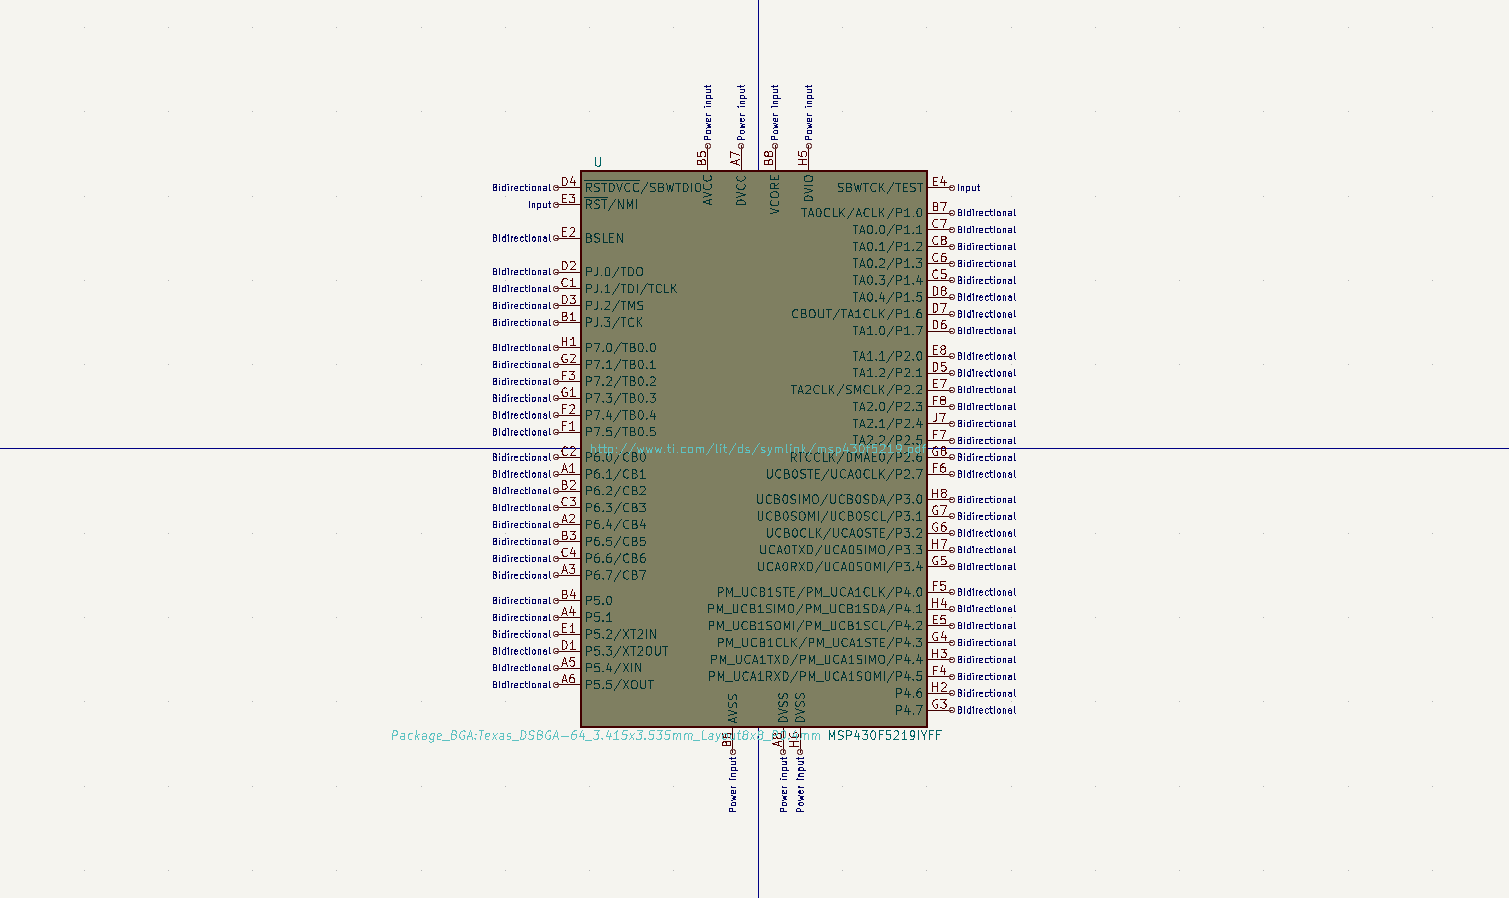 Power input Power input Power input Power input
B5 A7 B8 H5
U
AVCC DVCC VCORE DVIO
Bidirectional D4 RSTDVCC/SBWTDIO
Input E3 RST/NMI
Bidirectional E2 BSLEN
Bidirectional D2 PJ.0/TDO
Bidirectional C1 PJ.1/TDI/TCLK
Bidirectional D3 PJ.2/TMS
Bidirectional B1 PJ.3/TCK
Bidirectional H1 P7.0/TB0.0
Bidirectional G2 P7.1/TB0.1
Bidirectional F3 P7.2/TB0.2
Bidirectional G1 P7.3/TB0.3
Bidirectional F2 P7.4/TB0.4
Bidirectional F1 P7.5/TB0.5
Bidirectional C2 P6.0/CB0
Bidirectional A1 P6.1/CB1
Bidirectional B2 P6.2/CB2
Bidirectional C3 P6.3/CB3
Bidirectional A2 P6.4/CB4
Bidirectional B3 P6.5/CB5
Bidirectional C4 P6.6/CB6
Bidirectional A3 P6.7/CB7
Bidirectional B4 P5.0
Bidirectional A4 P5.1
Bidirectional E1 P5.2/XT2IN
Bidirectional D1 P5.3/XT2OUT
Bidirectional A5 P5.4/XIN
Bidirectional A6 P5.5/XOUT
SBWTCK/TEST E4 Input
TA0CLK/ACLK/P1.0 B7 Bidirectional
TA0.0/P1.1 C7 Bidirectional
TA0.1/P1.2 C8 Bidirectional
TA0.2/P1.3 C6 Bidirectional
TA0.3/P1.4 C5 Bidirectional
TA0.4/P1.5 D8 Bidirectional
CBOUT/TA1CLK/P1.6 D7 Bidirectional
TA1.0/P1.7 D6 Bidirectional
TA1.1/P2.0 E8 Bidirectional
TA1.2/P2.1 D5 Bidirectional
TA2CLK/SMCLK/P2.2 E7 Bidirectional
TA2.0/P2.3 F8 Bidirectional
TA2.1/P2.4 J7 Bidirectional
TA2.2/P2.5 F7 Bidirectional
http://www.ti.com/lit/ds/symlink/msp430f5219.pdf
RTCCLK/DMAE0/P2.6 G8 Bidirectional
UCB0STE/UCA0CLK/P2.7 F6 Bidirectional
UCB0SIMO/UCB0SDA/P3.0 H8 Bidirectional
UCB0SOMI/UCB0SCL/P3.1 G7 Bidirectional
UCB0CLK/UCA0STE/P3.2 G6 Bidirectional
UCA0TXD/UCA0SIMO/P3.3 H7 Bidirectional
UCA0RXD/UCA0SOMI/P3.4 G5 Bidirectional
PM_UCB1STE/PM_UCA1CLK/P4.0 F5 Bidirectional
PM_UCB1SIMO/PM_UCB1SDA/P4.1 H4 Bidirectional
PM_UCB1SOMI/PM_UCB1SCL/P4.2 E5 Bidirectional
PM_UCB1CLK/PM_UCA1STE/P4.3 G4 Bidirectional
PM_UCA1TXD/PM_UCA1SIMO/P4.4 H3 Bidirectional
PM_UCA1RXD/PM_UCA1SOMI/P4.5 F4 Bidirectional
P4.6 H2 Bidirectional
P4.7 G3 Bidirectional
AVSS DVSS DVSS
MSP430F5219IYFF
Power input Power input Power input